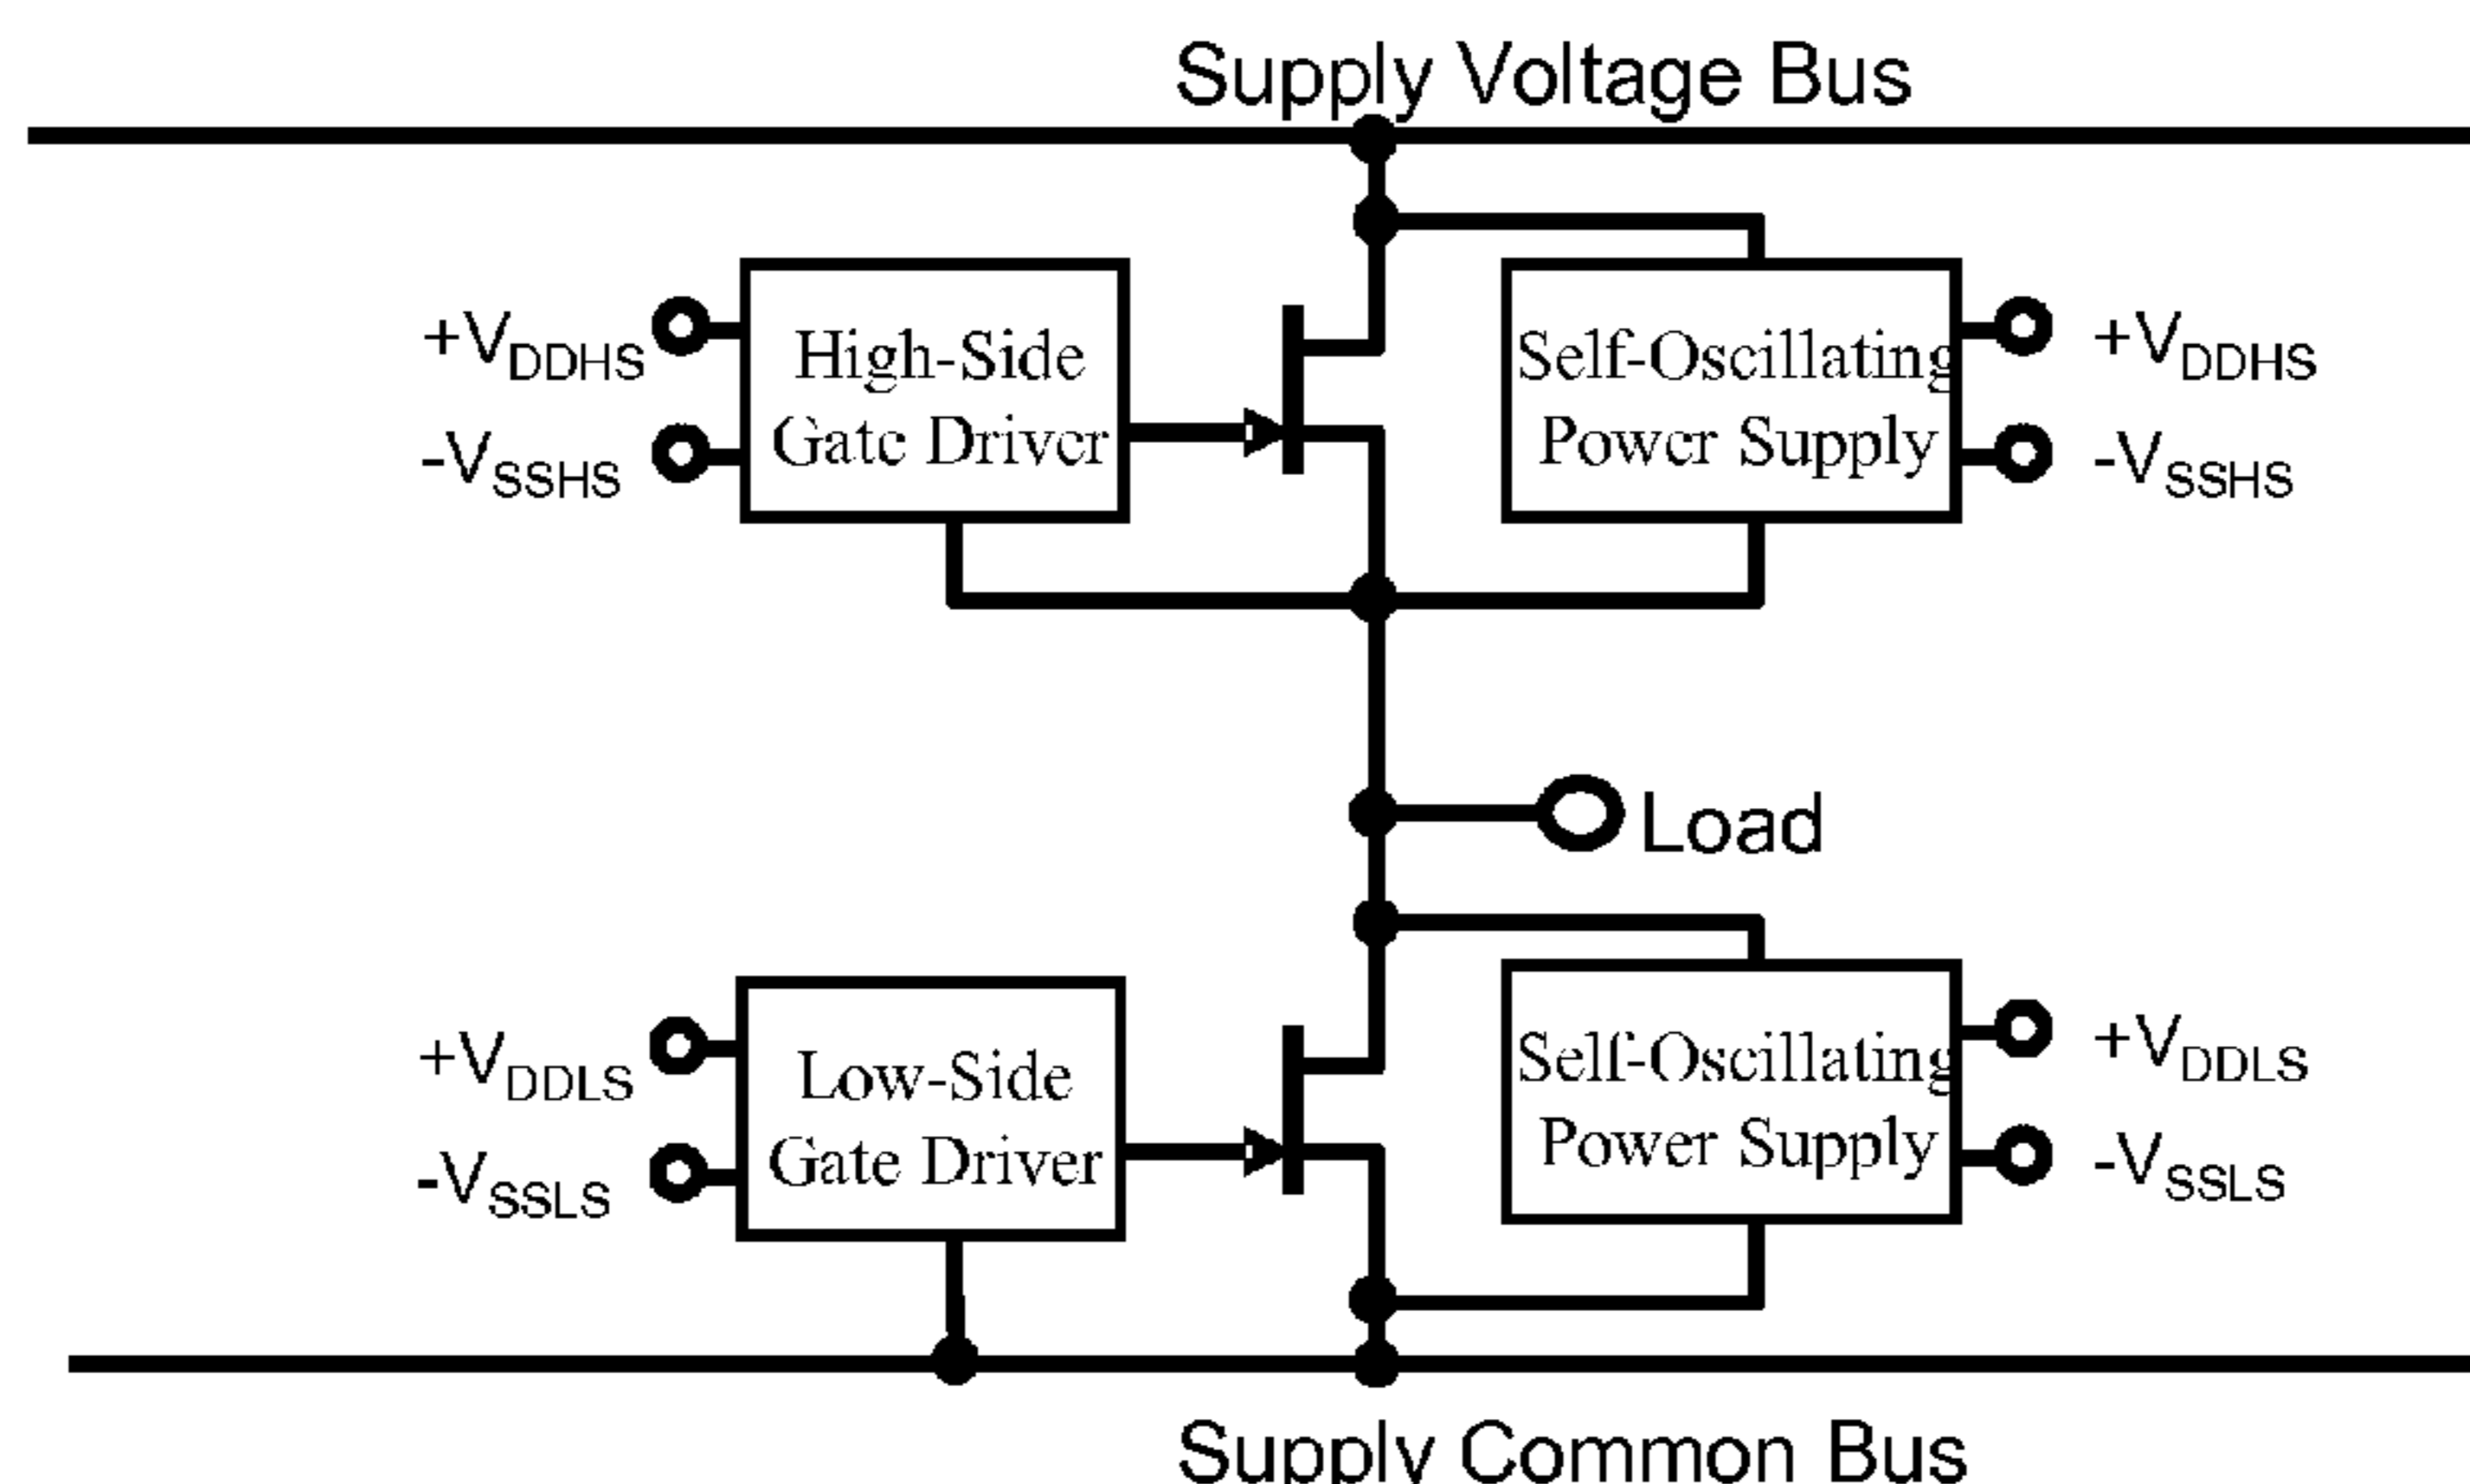 Supply Voltage Bus
+VDDHS
-VSSHS
High-Side
Gate Driver
Self-Oscillating
Power Supply
+VDDHS
-VSSHS
Load
+VDDLS
-VSSLS
Low-Side
Gate Driver
Self-Oscillating
Power Supply
+VDDLS
-VSSLS
Supply Common Bus